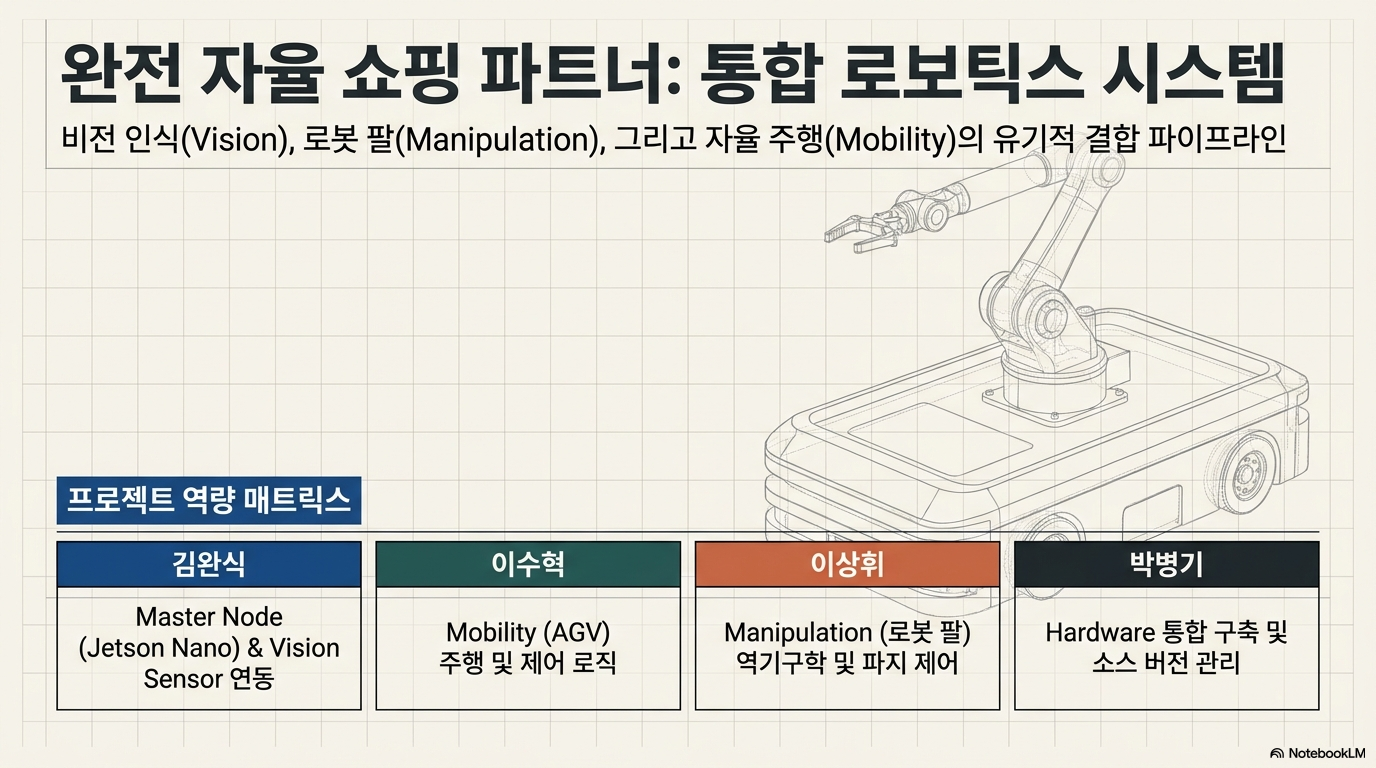 완전 자율 쇼핑 파트너: 통합 로보틱스 시스템
비전 인식(Vision), 로봇 팔(Manipulation), 그리고 자율 주행(Mobility)의 유기적 결합 파이프라인
프로젝트 역량 매트릭스
김완식
Master Node
(Jetson Nano) & Vision
Sensor 연동
이수혁
Mobility (AGV)
주행 및 제어 로직
이상휘
Manipulation (로봇 팔)
역기구학 및 파지 제어
박병기
Hardware 통합 구축 및
소스 버전 관리
NotebookLM